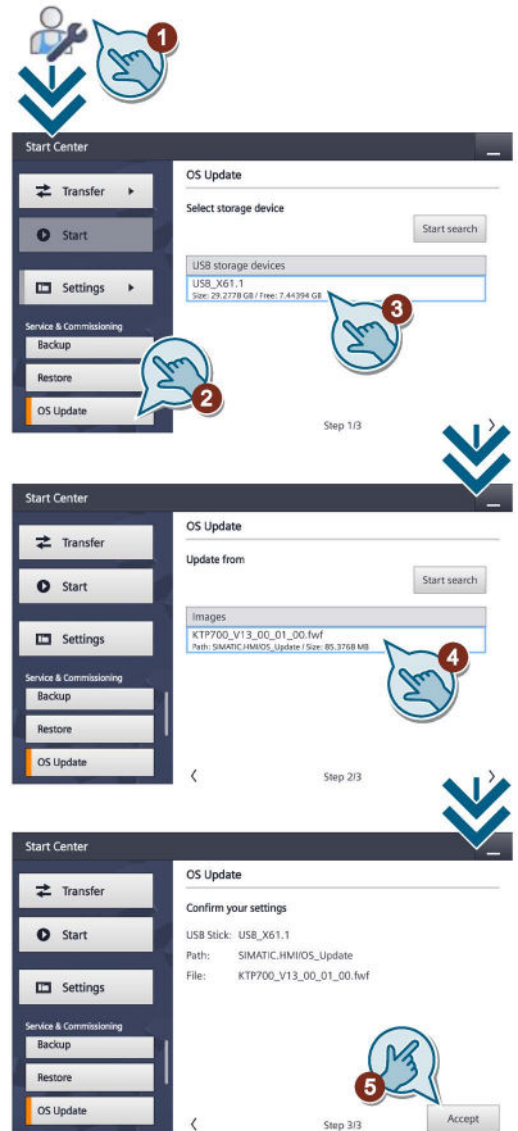 1
Start Center
Transfer
Start
Settings
Service & Commissioning
Backup
Restore
OS Update
2
OS Update
Select storage device
Start search
USB storage devices
USB_X61.1
Size: 29.2778 GB / Free: 7.44394 GB
3
Step 1/3
Start Center
Transfer
Start
Settings
Service & Commissioning
Backup
Restore
OS Update
OS Update
Update from
Start search
Images
KTP700_V13_00_01_00.fwf
Path: SIMATIC.HMI/OS_Update / Size: 85.3768 MB
4
Step 2/3
Start Center
Transfer
Start
Settings
Service & Commissioning
Backup
Restore
OS Update
OS Update
Confirm your settings
USB Stick: USB_X61.1
Path: SIMATIC.HMI/OS_Update
File: KTP700_V13_00_01_00.fwf
5
Step 3/3
Accept